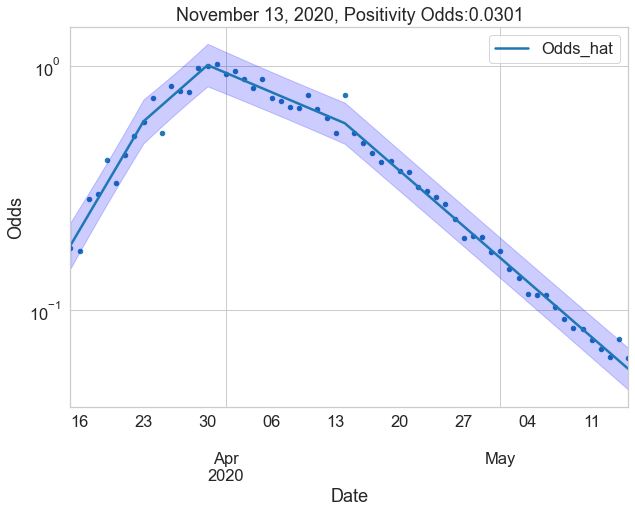 November 13, 2020, Positivity Odds:0.0301
Odds_hat
10^0
Odds
10^-1
16 23 30 06 13 20 27 04 11
Apr May
2020
Date